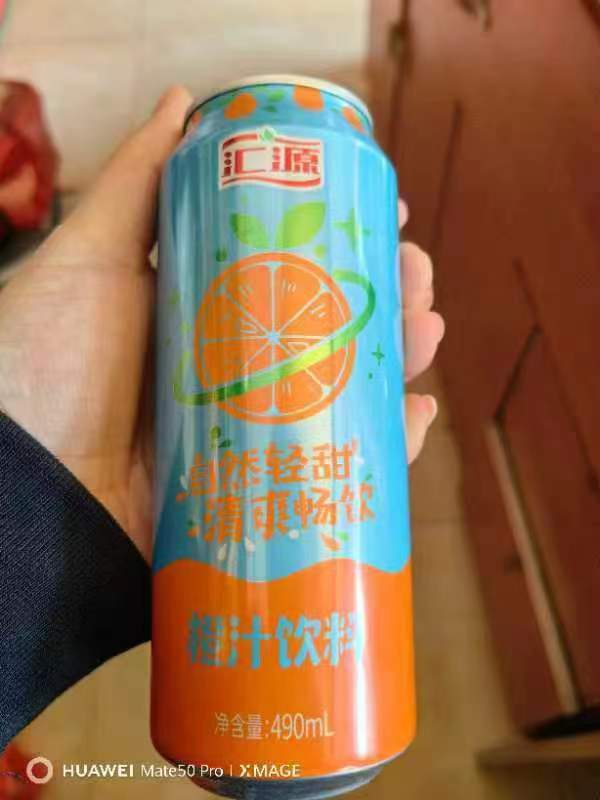 汇源
自然轻甜
清爽畅饮
橙汁饮料
净含量:490mL
HUAWEI Mate50 Pro | XMAGE